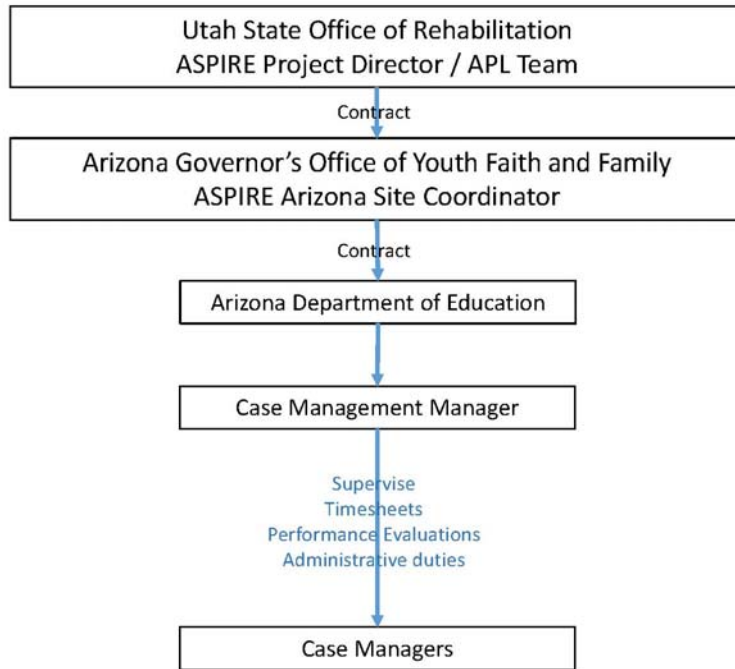 Utah State Office of Rehabilitation
ASPIRE Project Director / APL Team
Contract
Arizona Governor's Office of Youth Faith and Family
ASPIRE Arizona Site Coordinator
Contract
Arizona Department of Education
Case Management Manager
Supervise
Timesheets
Performance Evaluations
Administrative duties
Case Managers